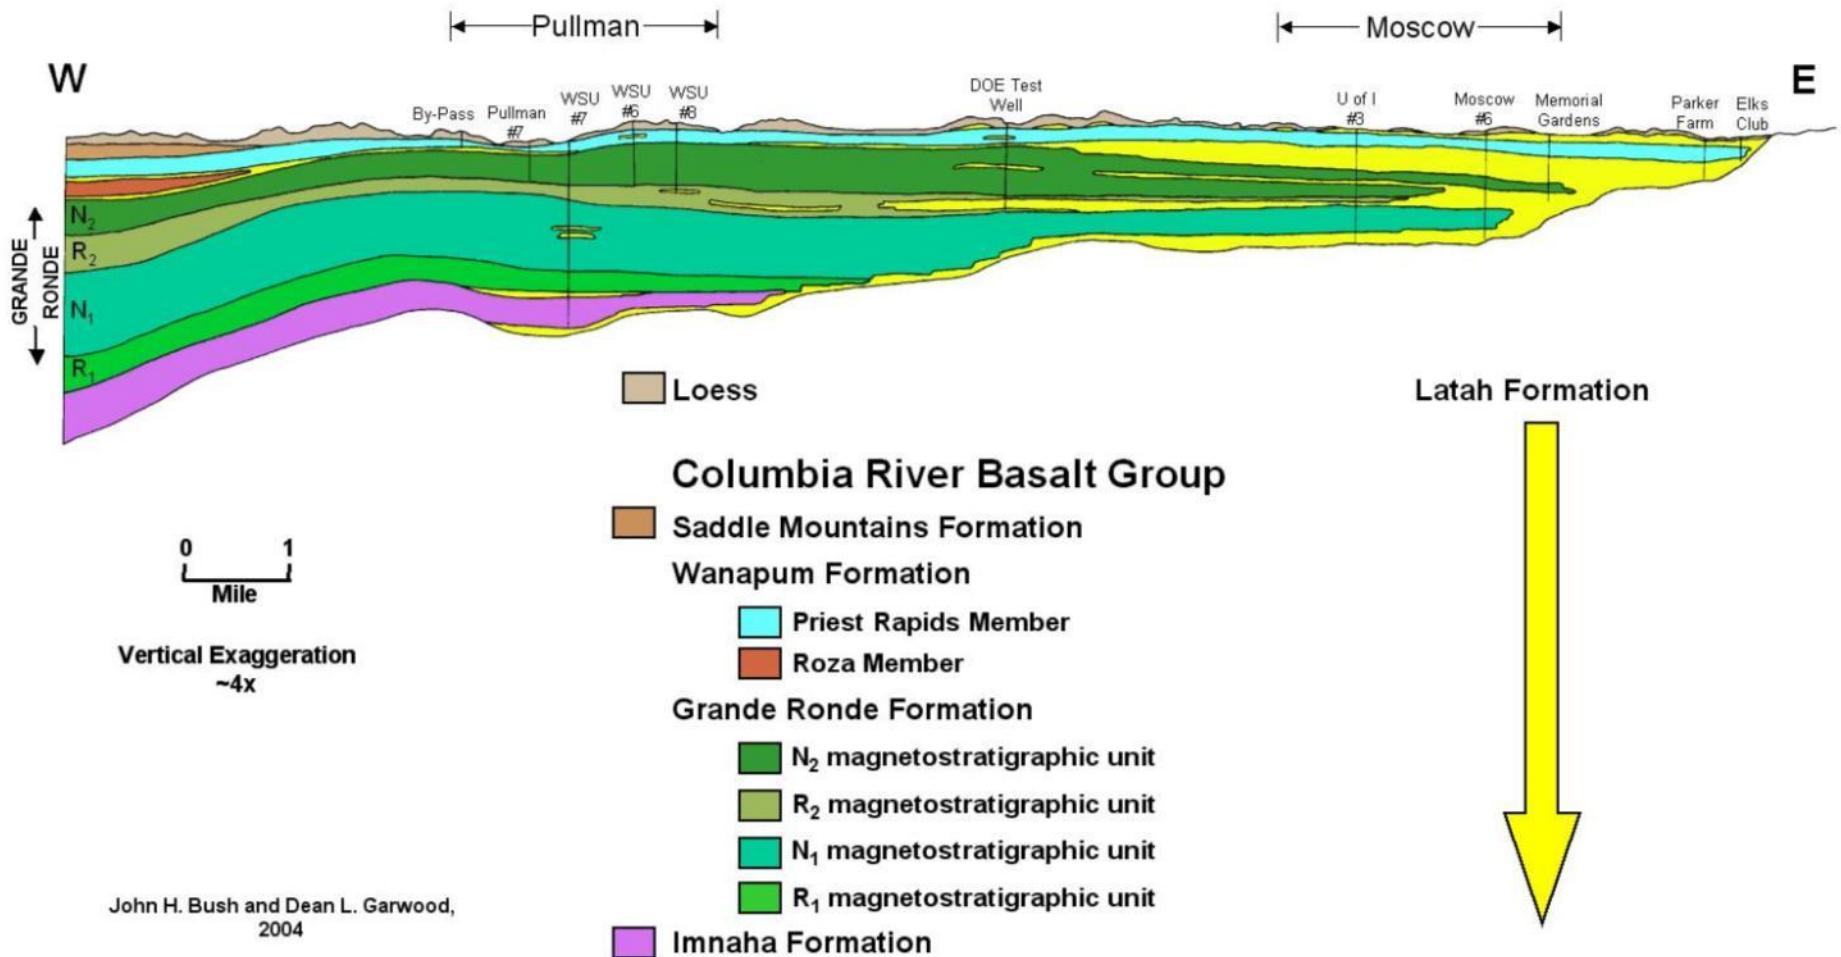 Pullman
Moscow
W
E
By-Pass
Pullman
#7
WSU
#7
WSU
#6
WSU
#8
DOE Test
Well
U of I
#3
Moscow
#6
Memorial
Gardens
Parker
Farm
Elks
Club
GRANDE
RONDE
N₂
R₂
N₁
R₁
Loess
Latah Formation
Columbia River Basalt Group
Saddle Mountains Formation
Wanapum Formation
Priest Rapids Member
Roza Member
Grande Ronde Formation
N₂ magnetostratigraphic unit
R₂ magnetostratigraphic unit
N₁ magnetostratigraphic unit
R₁ magnetostratigraphic unit
Imnaha Formation
0 1
Mile
Vertical Exaggeration
~4x
John H. Bush and Dean L. Garwood,
2004